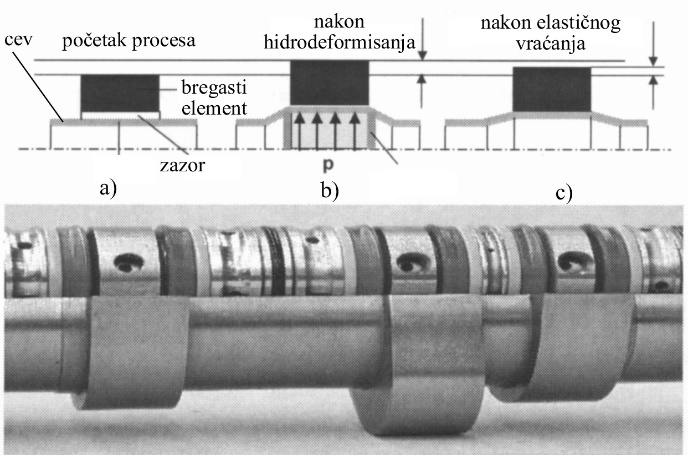 cev
početak procesa
nakon
hidrodeformisanja
nakon elastičnog
vraćanja
bregasti
element
zazor
p
a)
b)
c)